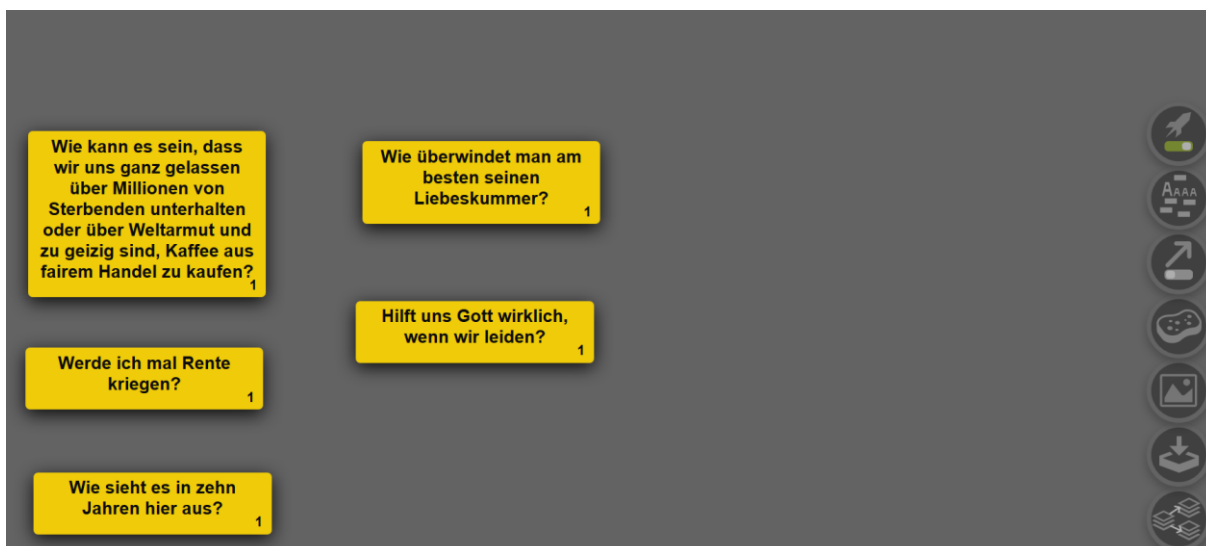 Wie kann es sein, dass
wir uns ganz gelassen
über Millionen von
Sterbenden unterhalten
oder über Weltarmut und
zu geizig sind, Kaffee aus
fairem Handel zu kaufen?
1
Werde ich mal Rente
kriegen?
1
Wie sieht es in zehn
Jahren hier aus?
1
Wie überwindet man am
besten seinen
Liebeskummer?
1
Hilft uns Gott wirklich,
wenn wir leiden?
1
AAAA